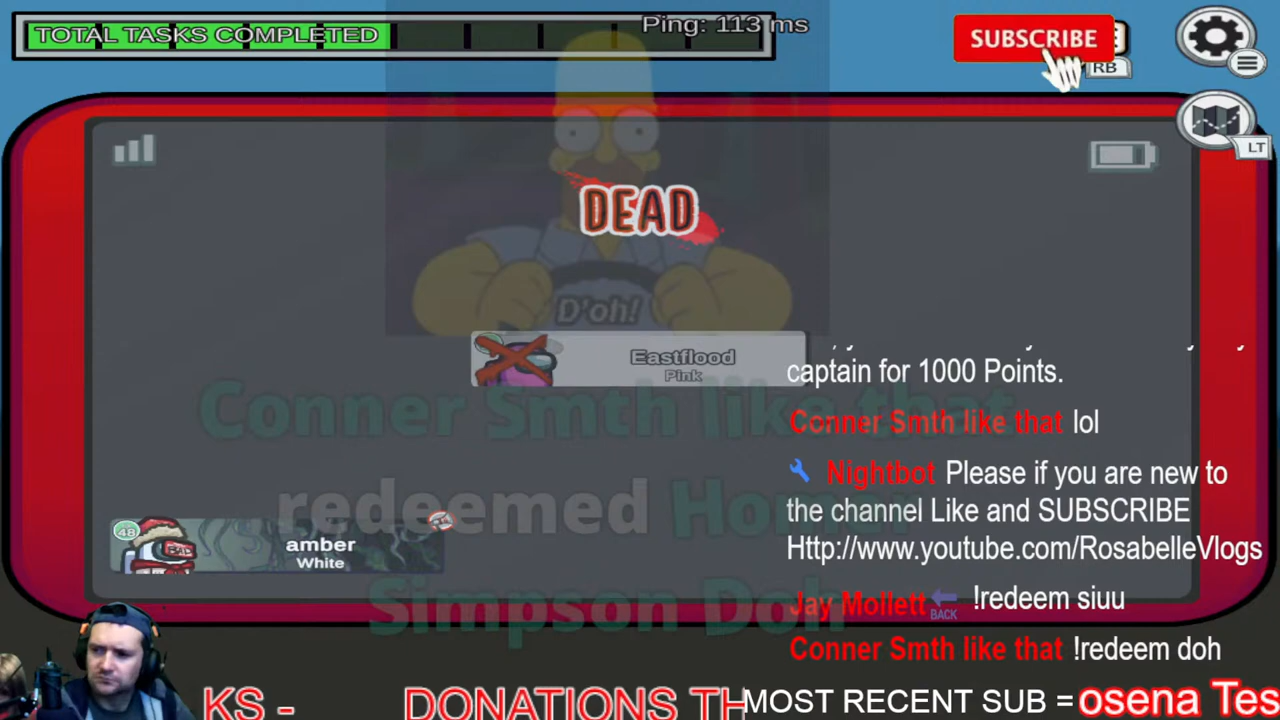 TOTAL TASKS COMPLETED
Ping: 113 ms
SUBSCRIBE
RB
LT
DEAD
D'oh!
Eastflood
Pink
captain for 1000 Points.
Conner Smth like that lol
Nightbot Please if you are new to
the channel Like and SUBSCRIBE
Http://www.youtube.com/RosabelleVlogs
Jay Mollett BACK !redeem siuu
Conner Smth like that !redeem doh
Conner Smth like that
redeemed Homer
Simpson Doh
48
amber
White
KS - DONATIONS TH
MOST RECENT SUB = osena Tes